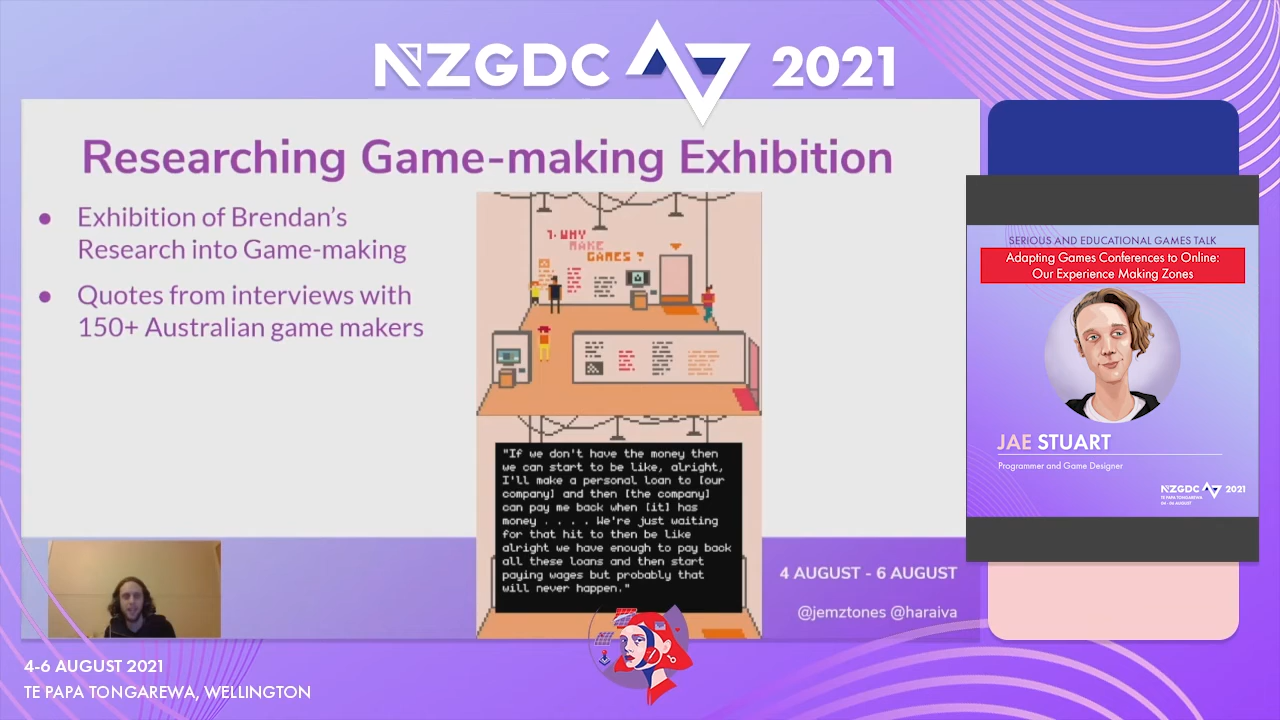 NZGDC 2021
Researching Game-making Exhibition
● Exhibition of Brendan's
Research into Game-making
● Quotes from interviews with
150+ Australian game makers
1. WHY
MAKE
GAMES?
"If we don't have the money then
we can start to be like, alright,
I'll make a personal loan to [our
company] and then [the company]
can pay me back when [it] has
money . . . . We're just waiting
for that hit to then be like
alright we have enough to pay back
all these loans and then start
paying wages but probably that
will never happen."
4 AUGUST - 6 AUGUST
@jemztones @haraiva
SERIOUS AND EDUCATIONAL GAMES TALK
Adapting Games Conferences to Online:
Our Experience Making Zones
JAE STUART
Programmer and Game Designer
NZGDC 2021
TE PAPA TONGAREWA
04 - 06 AUGUST
4-6 AUGUST 2021
TE PAPA TONGAREWA, WELLINGTON